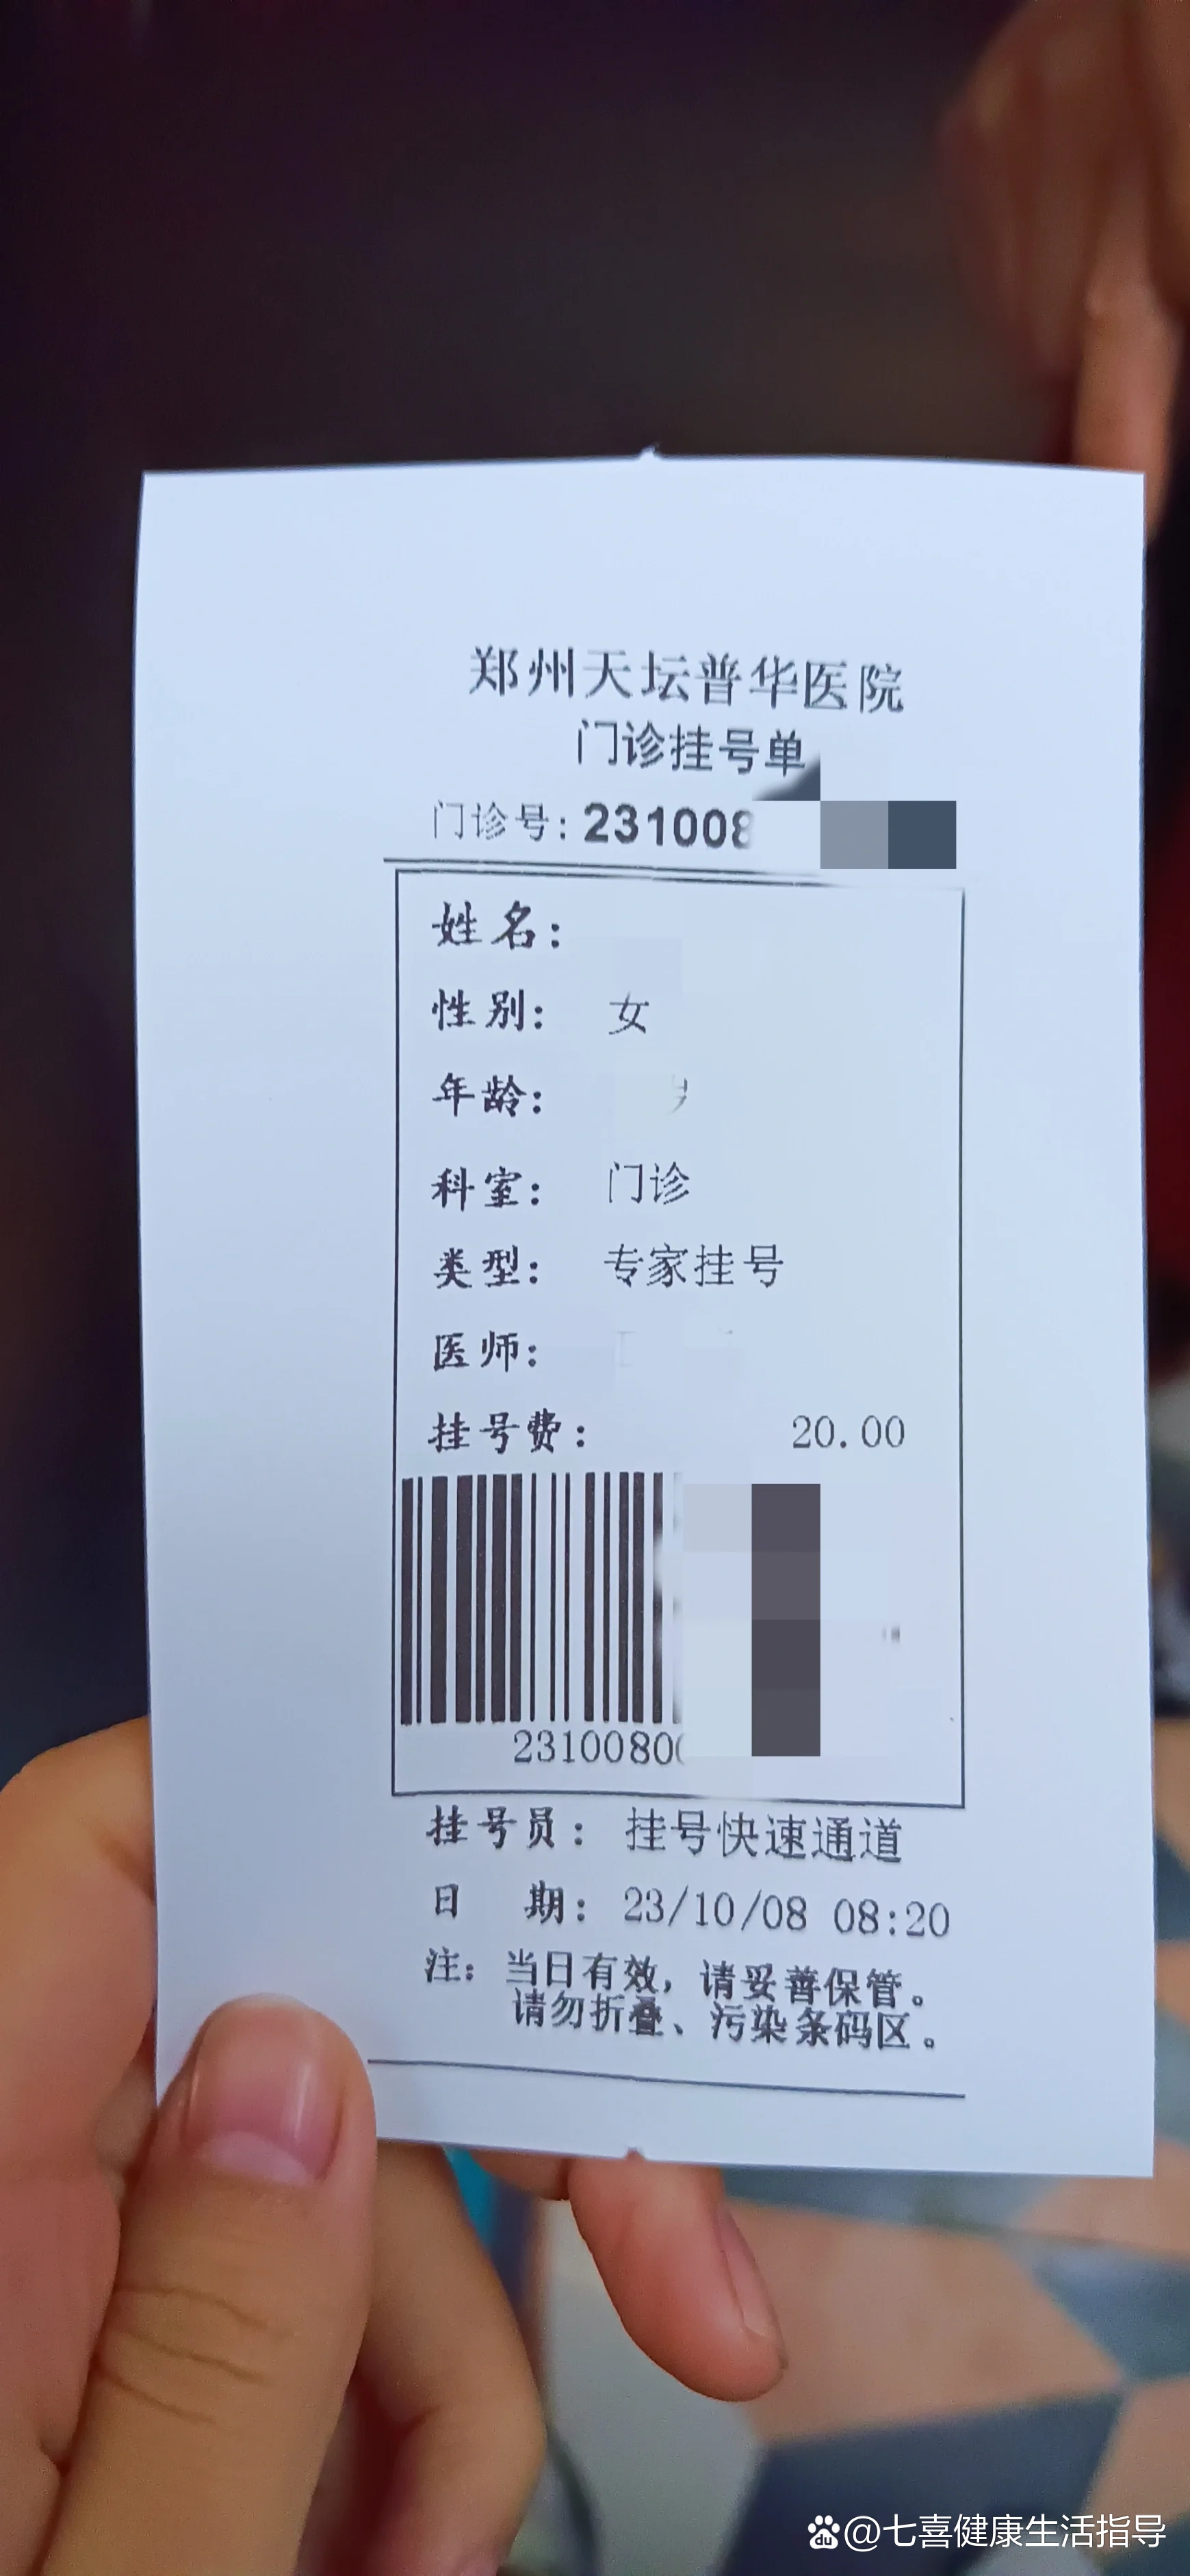 郑州天坛普华医院
门诊挂号单
门诊号: 231008
姓名:
性别: 女
年龄:
科室: 门诊
类型: 专家挂号
医师:
挂号费: 20.00
2310080
挂号员: 挂号快速通道
日 期: 23/10/08 08:20
注: 当日有效, 请妥善保管。
请勿折叠、污染条码区。
du @七喜健康生活指导